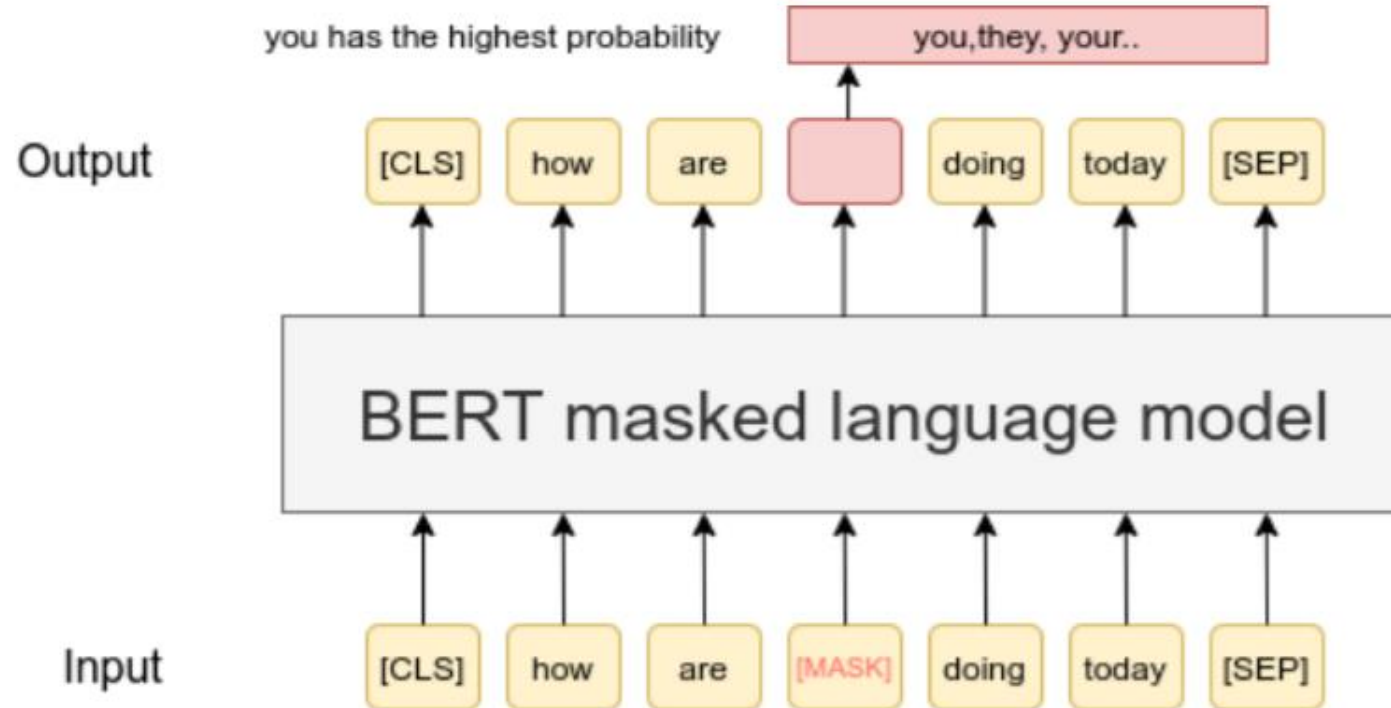 you has the highest probability you,they, your..
Output [CLS] how are doing today [SEP]
BERT masked language model
Input [CLS] how are [MASK] doing today [SEP]